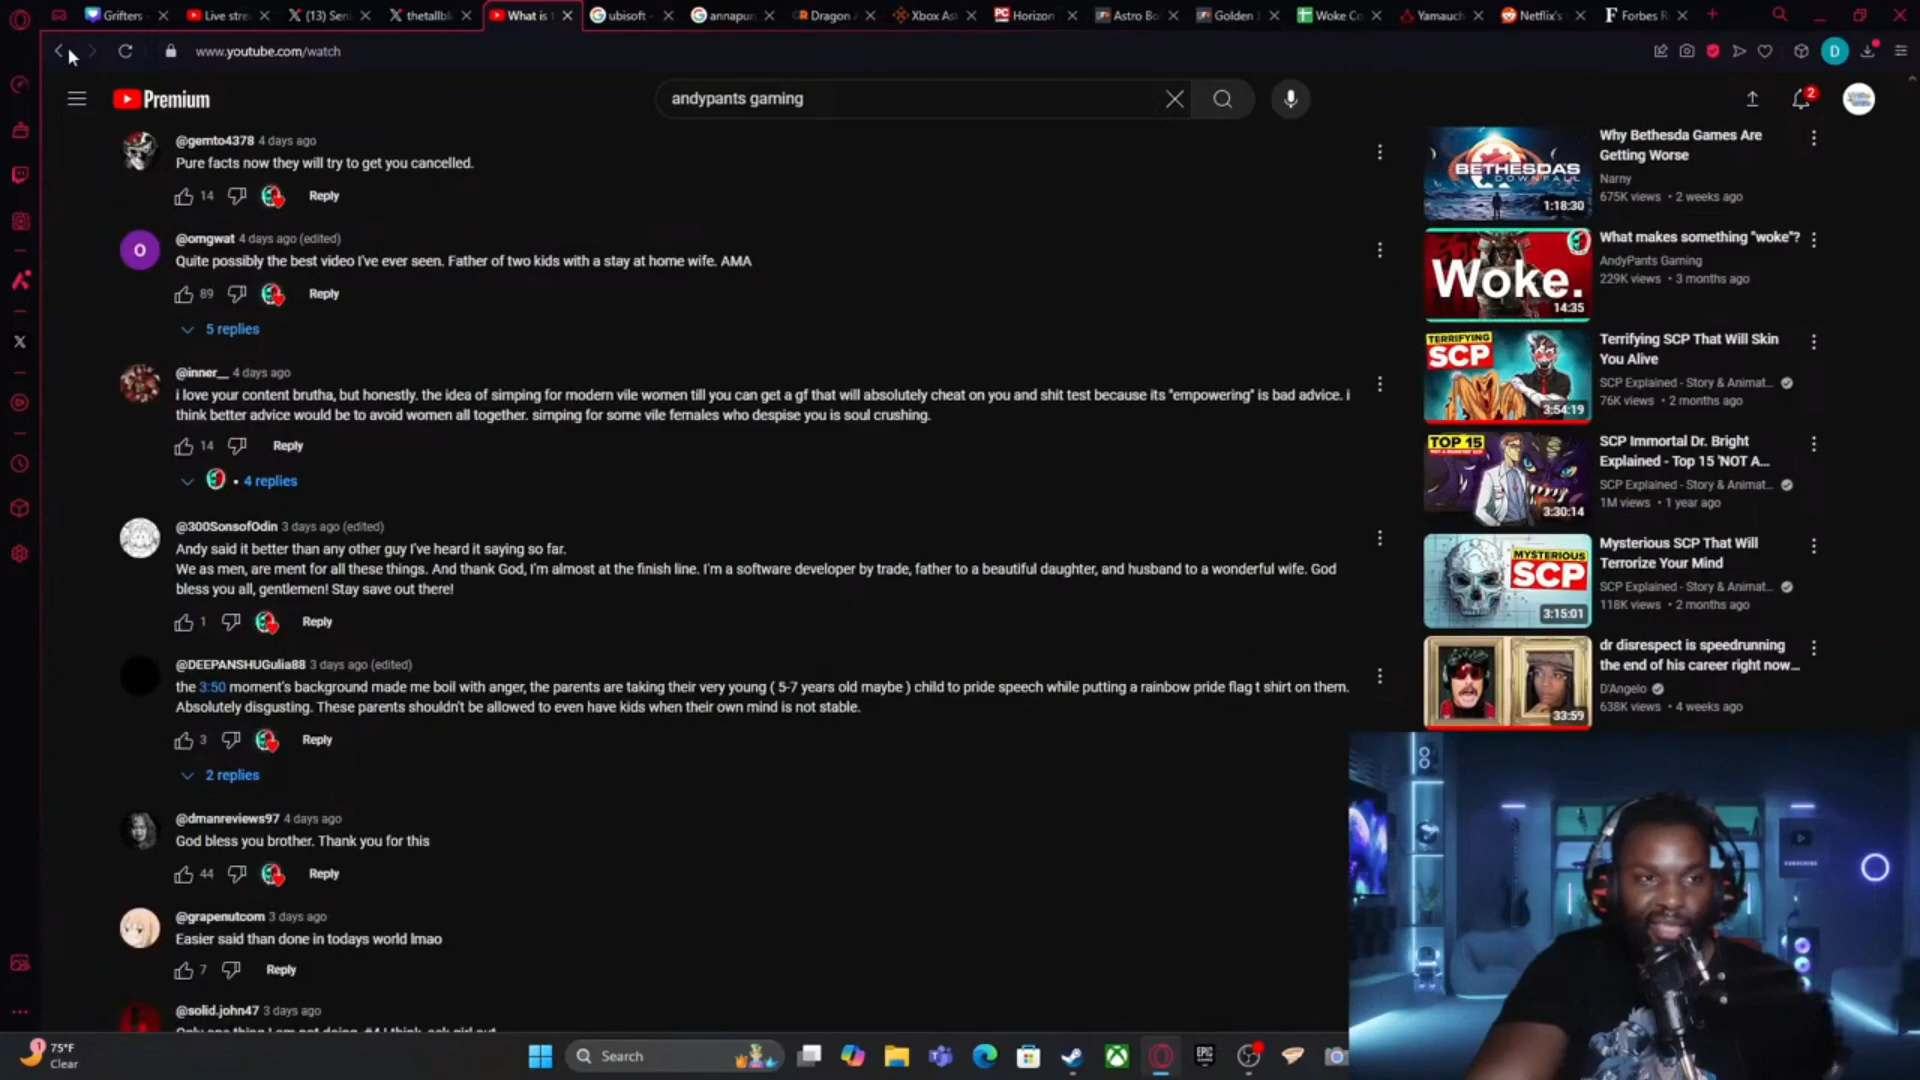 Grifters
Live stre
(13) Seri
thetallbl
What is
ubisoft
annapur
Dragon
Xbox As
Horizon
Astro Bo
Golden
Woke Co
Yamauch
Netflix's
Forbes R
www.youtube.com/watch
D
Premium
andypants gaming
2
@gemto4378 4 days ago
Pure facts now they will try to get you cancelled.
14
Reply
O
@omgwat 4 days ago (edited)
Quite possibly the best video I've ever seen. Father of two kids with a stay at home wife. AMA
89
Reply
5 replies
@inner__ 4 days ago
i love your content brutha, but honestly. the idea of simping for modern vile women till you can get a gf that will absolutely cheat on you and shit test because its "empowering" is bad advice. i
think better advice would be to avoid women all together. simping for some vile females who despise you is soul crushing.
14
Reply
• 4 replies
@300SonsofOdin 3 days ago (edited)
Andy said it better than any other guy I've heard it saying so far.
We as men, are ment for all these things. And thank God, I'm almost at the finish line. I'm a software developer by trade, father to a beautiful daughter, and husband to a wonderful wife. God
bless you all, gentlemen! Stay save out there!
1
Reply
@DEEPANSHUGulia88 3 days ago (edited)
the 3:50 moment's background made me boil with anger, the parents are taking their very young ( 5-7 years old maybe ) child to pride speech while putting a rainbow pride flag t shirt on them.
Absolutely disgusting. These parents shouldn't be allowed to even have kids when their own mind is not stable.
3
Reply
2 replies
@dmanreviews97 4 days ago
God bless you brother. Thank you for this
44
Reply
@grapenutcom 3 days ago
Easier said than done in todays world lmao
7
Reply
@solid.john47 3 days ago
BETHESDA'S
DOWNFALL
1:18:30
Why Bethesda Games Are
Getting Worse
Narny
675K views • 2 weeks ago
Woke.
14:35
What makes something "woke"?
AndyPants Gaming
229K views • 3 months ago
TERRIFYING
SCP
3:54:19
Terrifying SCP That Will Skin
You Alive
SCP Explained - Story & Animat...
76K views • 2 months ago
TOP 15
3:30:14
SCP Immortal Dr. Bright
Explained - Top 15 'NOT A...
SCP Explained - Story & Animat...
1M views • 1 year ago
MYSTERIOUS
SCP
3:15:01
Mysterious SCP That Will
Terrorize Your Mind
SCP Explained - Story & Animat...
118K views • 2 months ago
33:59
dr disrespect is speedrunning
the end of his career right now...
D'Angelo
638K views • 4 weeks ago
SUBSCRIBE
1
75°F
Clear
Search
EPIC